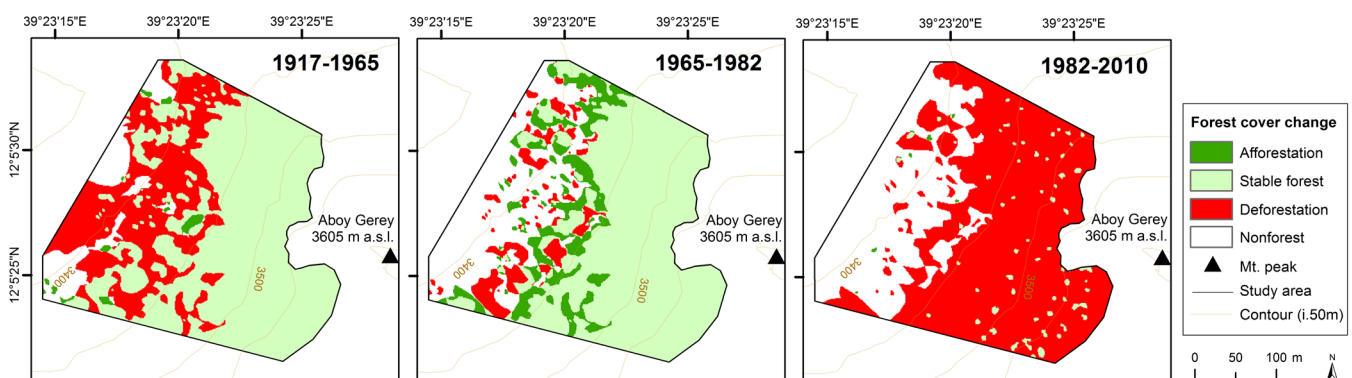 39°23'15"E 39°23'20"E 39°23'25"E 39°23'15"E 39°23'20"E 39°23'25"E 39°23'15"E 39°23'20"E 39°23'25"E
1917-1965
1965-1982
1982-2010
12°5'30"N
12°5'25"N
Aboy Gerey
3605 m a.s.l.
3400
3500
Aboy Gerey
3605 m a.s.l.
3400
3500
Aboy Gerey
3605 m a.s.l.
3400
3500
Forest cover change
Afforestation
Stable forest
Deforestation
Nonforest
Mt. peak
Study area
Contour (i.50m)
0 50 100 m
N